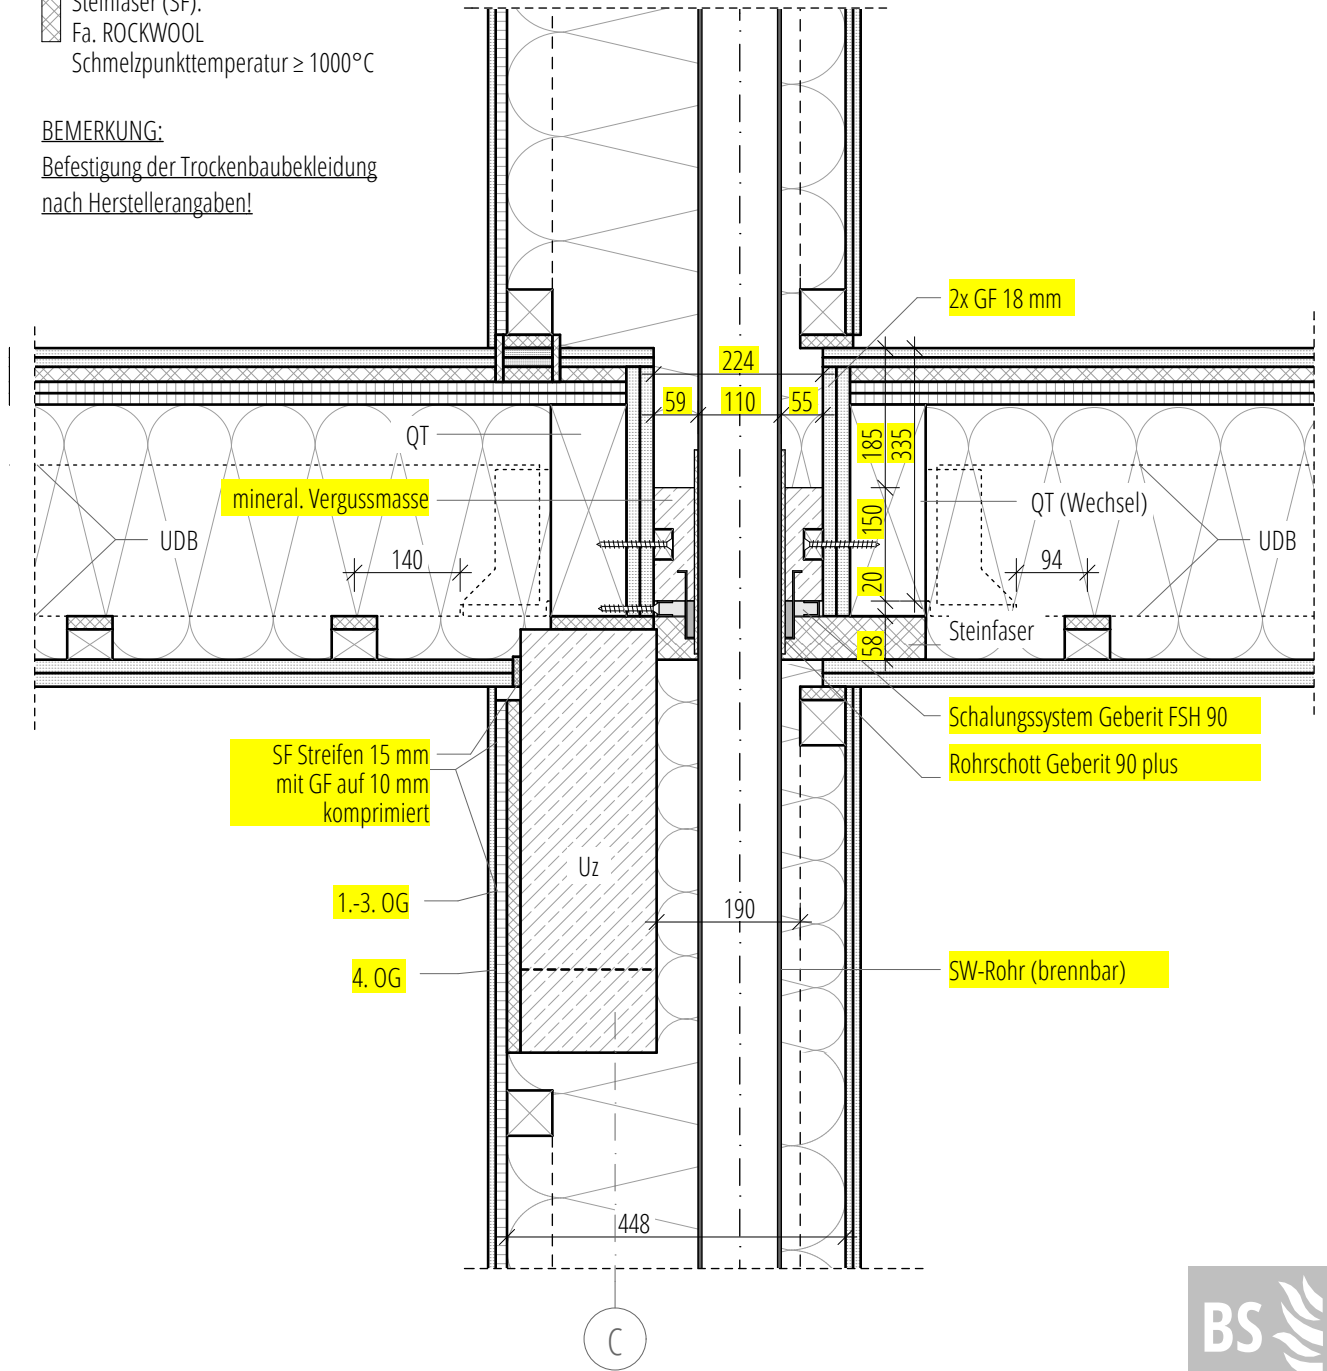 Steinfaser (SF):
Fa. ROCKWOOL
Schmelzpunkttemperatur ≥ 1000°C
BEMERKUNG:
Befestigung der Trockenbaubekleidung
nach Herstellerangaben!
2x GF 18 mm
224
59
110
55
185
335
QT
mineral. Vergussmasse
QT (Wechsel)
150
UDB
UDB
140
94
20
Steinfaser
58
Schalungssystem Geberit FSH 90
SF Streifen 15 mm
mit GF auf 10 mm
komprimiert
Rohrschott Geberit 90 plus
Uz
1.-3. OG
190
4. OG
SW-Rohr (brennbar)
448
C
BS